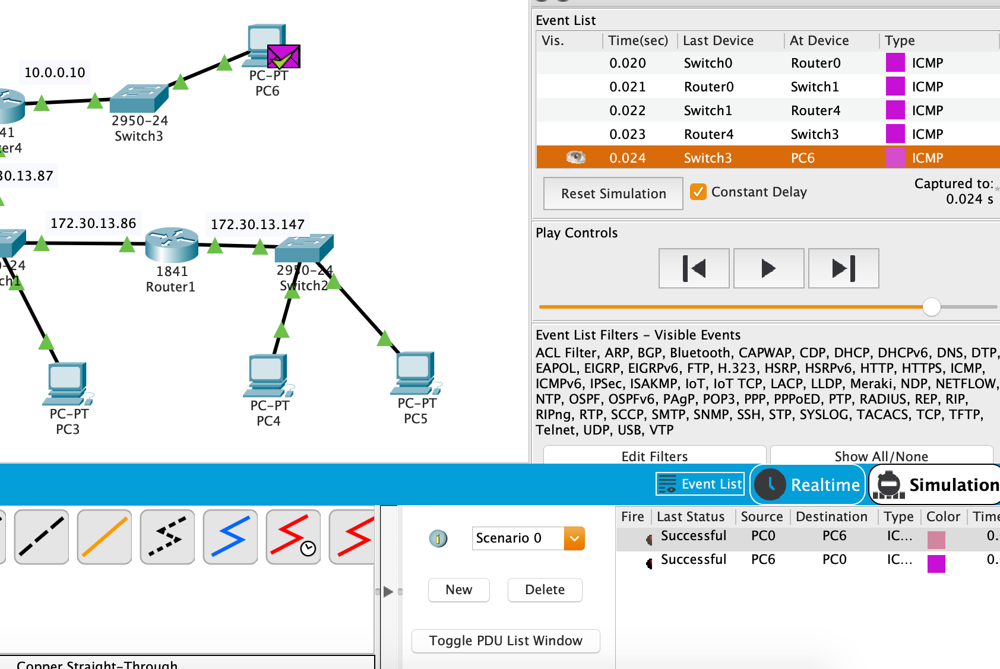 10.0.0.10
PC-PT
PC6
2950-24
Switch3
41
er4
30.13.87
172.30.13.86
172.30.13.147
-24
ch1
1841
Router1
2950-24
Switch2
PC-PT
PC3
PC-PT
PC4
PC-PT
PC5
Event List
Vis. Time(sec) Last Device At Device Type
0.020 Switch0 Router0 ICMP
0.021 Router0 Switch1 ICMP
0.022 Switch1 Router4 ICMP
0.023 Router4 Switch3 ICMP
0.024 Switch3 PC6 ICMP
Reset Simulation Constant Delay Captured to: *
0.024 s
Play Controls
Event List Filters - Visible Events
ACL Filter, ARP, BGP, Bluetooth, CAPWAP, CDP, DHCP, DHCPv6, DNS, DTP,
EAPOL, EIGRP, EIGRPv6, FTP, H.323, HSRP, HSRPv6, HTTP, HTTPS, ICMP,
ICMPv6, IPSec, ISAKMP, IoT, IoT TCP, LACP, LLDP, Meraki, NDP, NETFLOW,
NTP, OSPF, OSPFv6, PAgP, POP3, PPP, PPPoED, PTP, RADIUS, REP, RIP,
RIPng, RTP, SCCP, SMTP, SNMP, SSH, STP, SYSLOG, TACACS, TCP, TFTP,
Telnet, UDP, USB, VTP
Edit Filters Show All/None
Event List Realtime Simulation
Scenario 0
New Delete
Toggle PDU List Window
Fire Last Status Source Destination Type Color Time
Successful PC0 PC6 IC... 0.
Successful PC6 PC0 IC... 0.
Copper Straight-Through